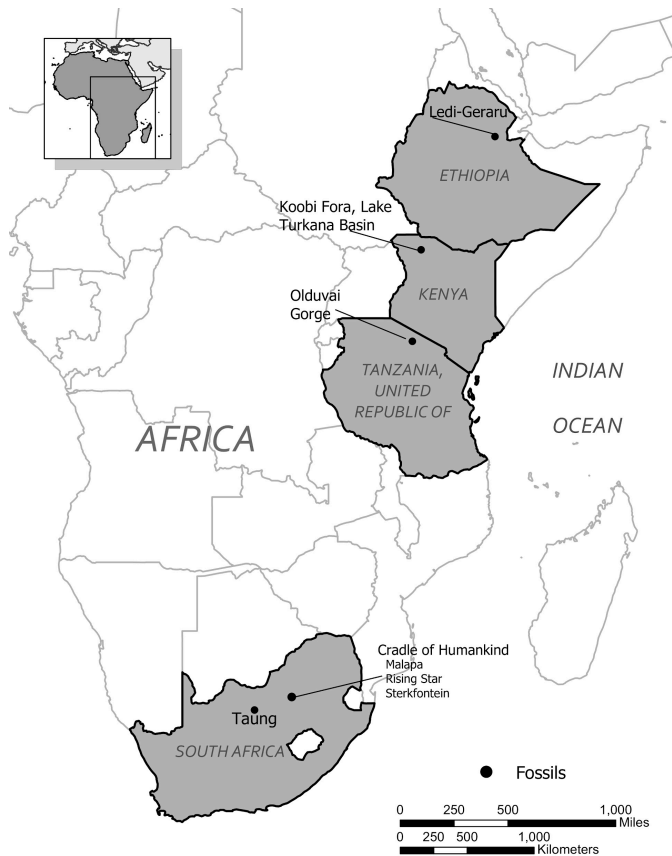 Ledi-Geraru
ETHIOPIA
Koobi Fora, Lake
Turkana Basin
KENYA
Olduvai
Gorge
TANZANIA,
UNITED
REPUBLIC OF
INDIAN
OCEAN
AFRICA
Cradle of Humankind
Malapa
Rising Star
Sterkfontein
Taung
SOUTH AFRICA
Fossils
0 250 500 1,000
Miles
0 250 500 1,000
Kilometers